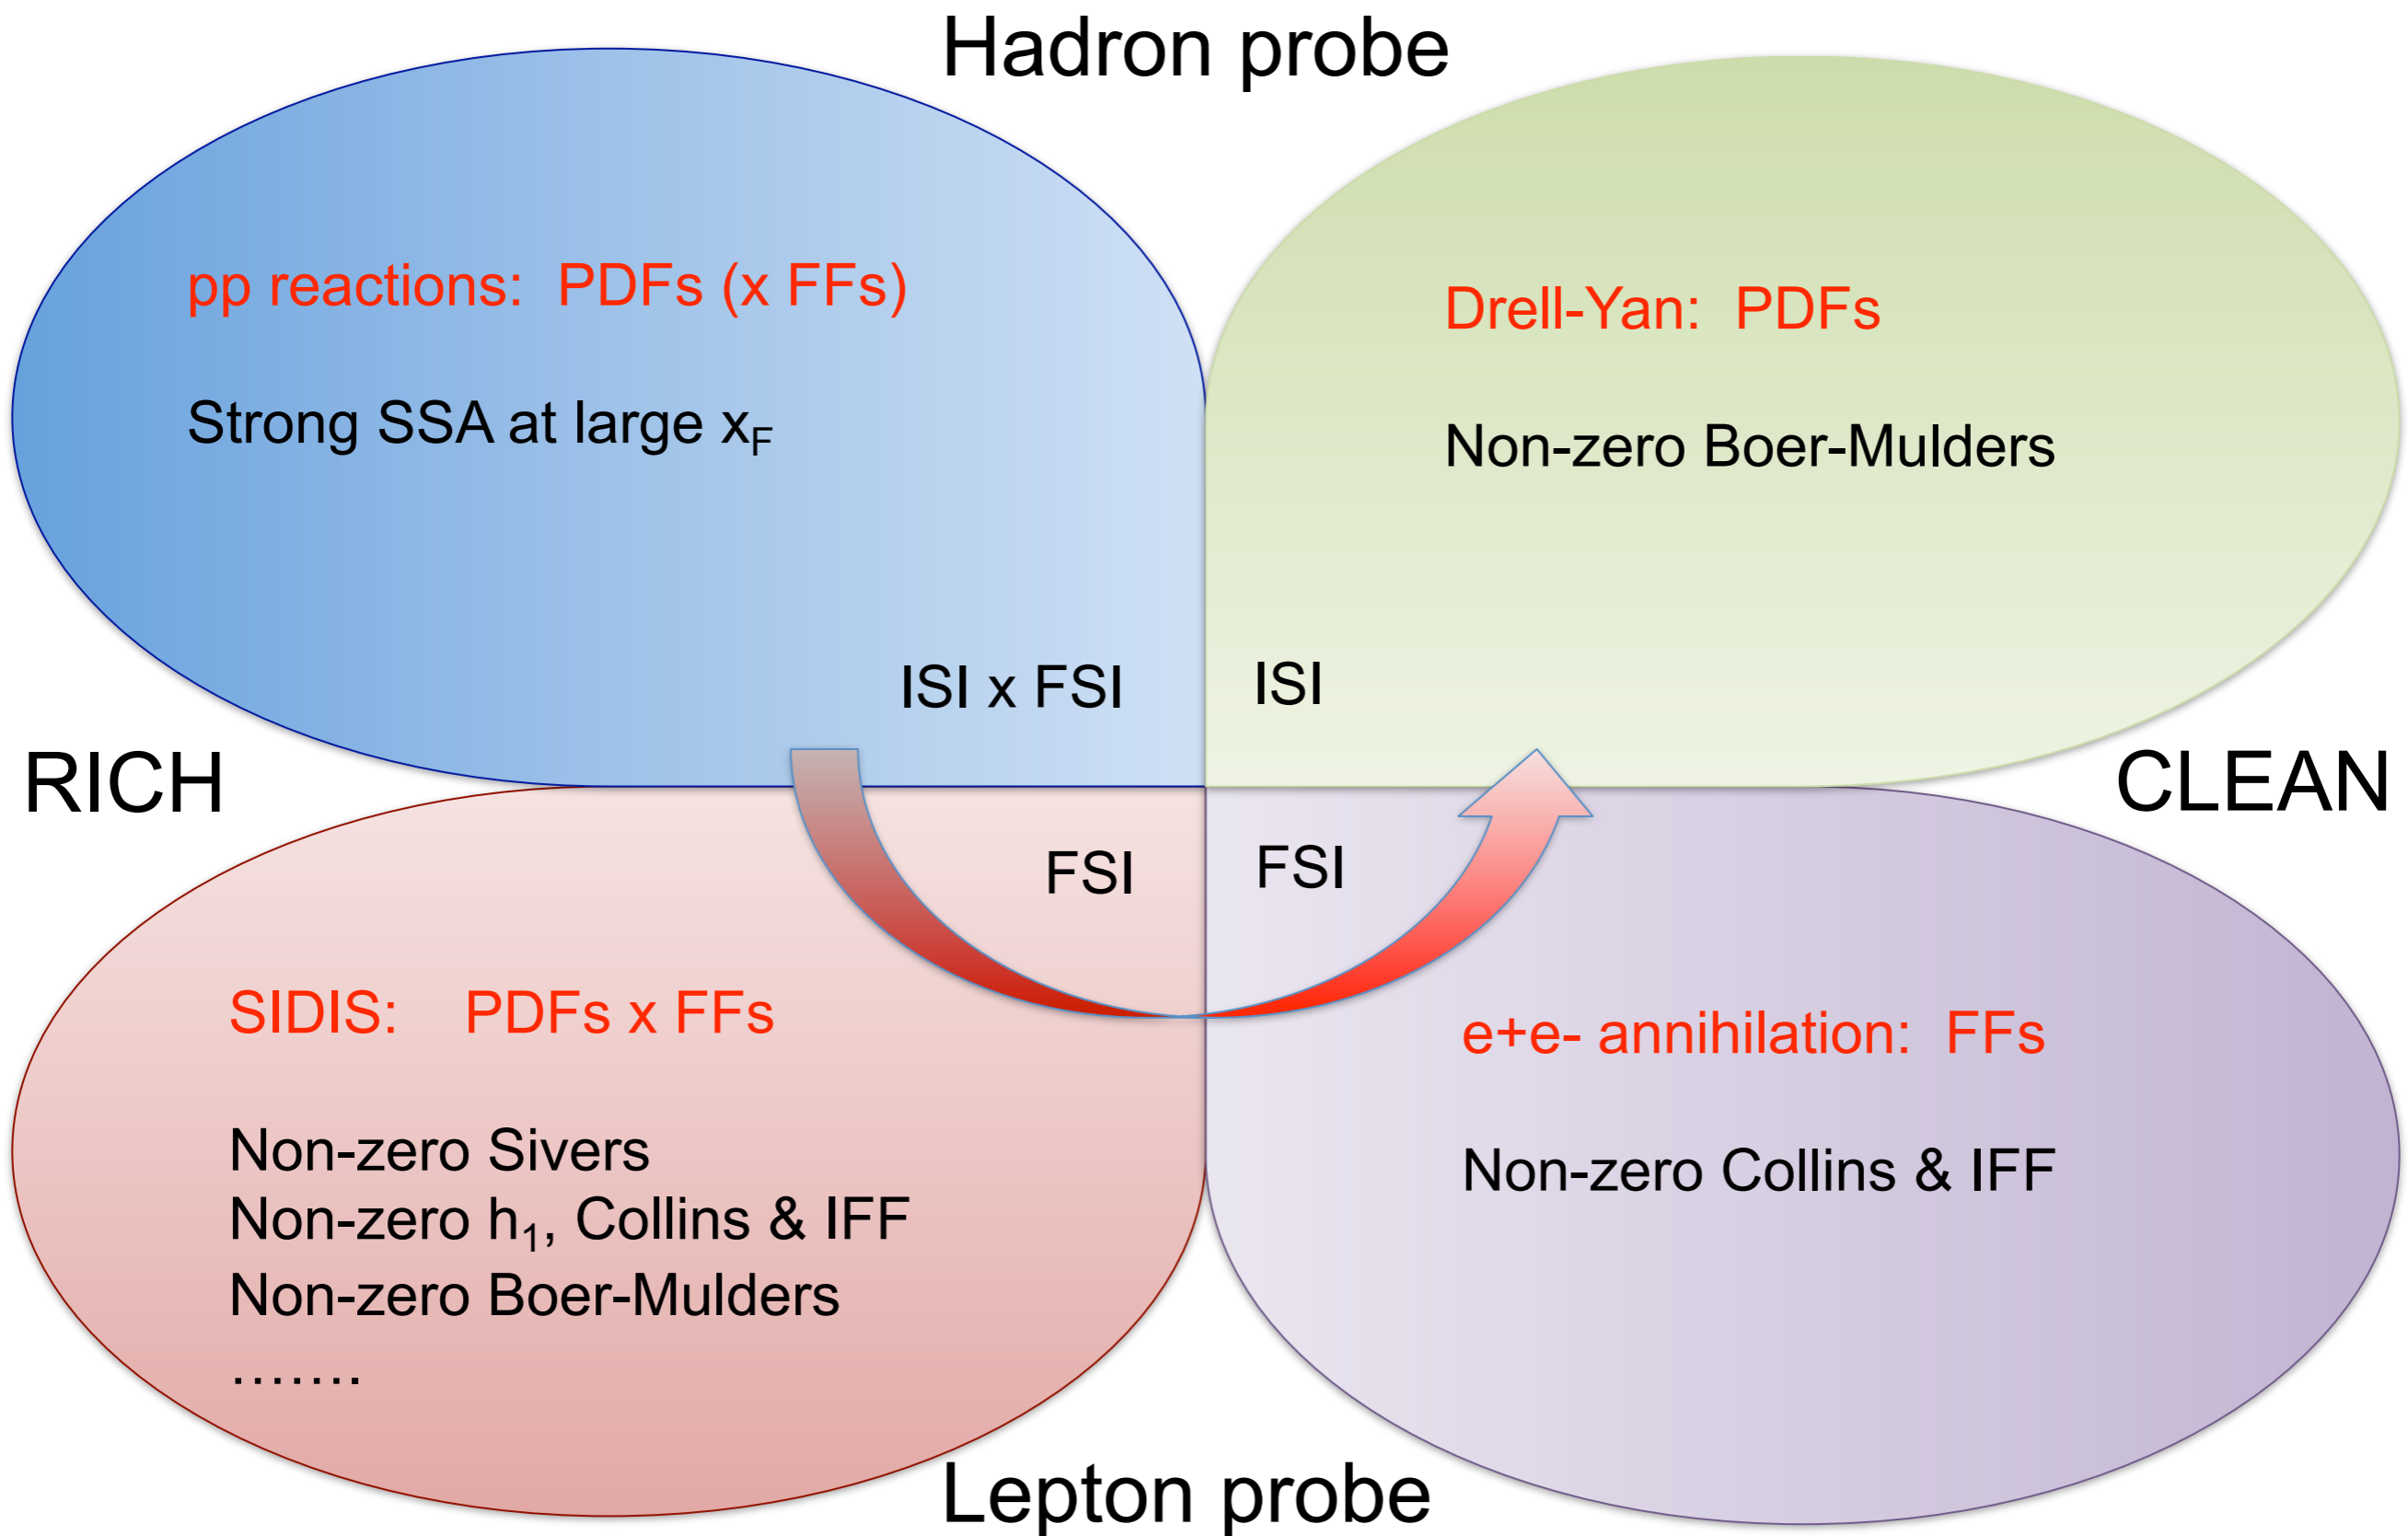 Hadron probe
pp reactions: PDFs (x FFs)
Strong SSA at large x_F
ISI x FSI
Drell-Yan: PDFs
Non-zero Boer-Mulders
ISI
RICH
CLEAN
FSI
SIDIS: PDFs x FFs
Non-zero Sivers
Non-zero h₁, Collins & IFF
Non-zero Boer-Mulders
…….
FSI
e+e- annihilation: FFs
Non-zero Collins & IFF
Lepton probe